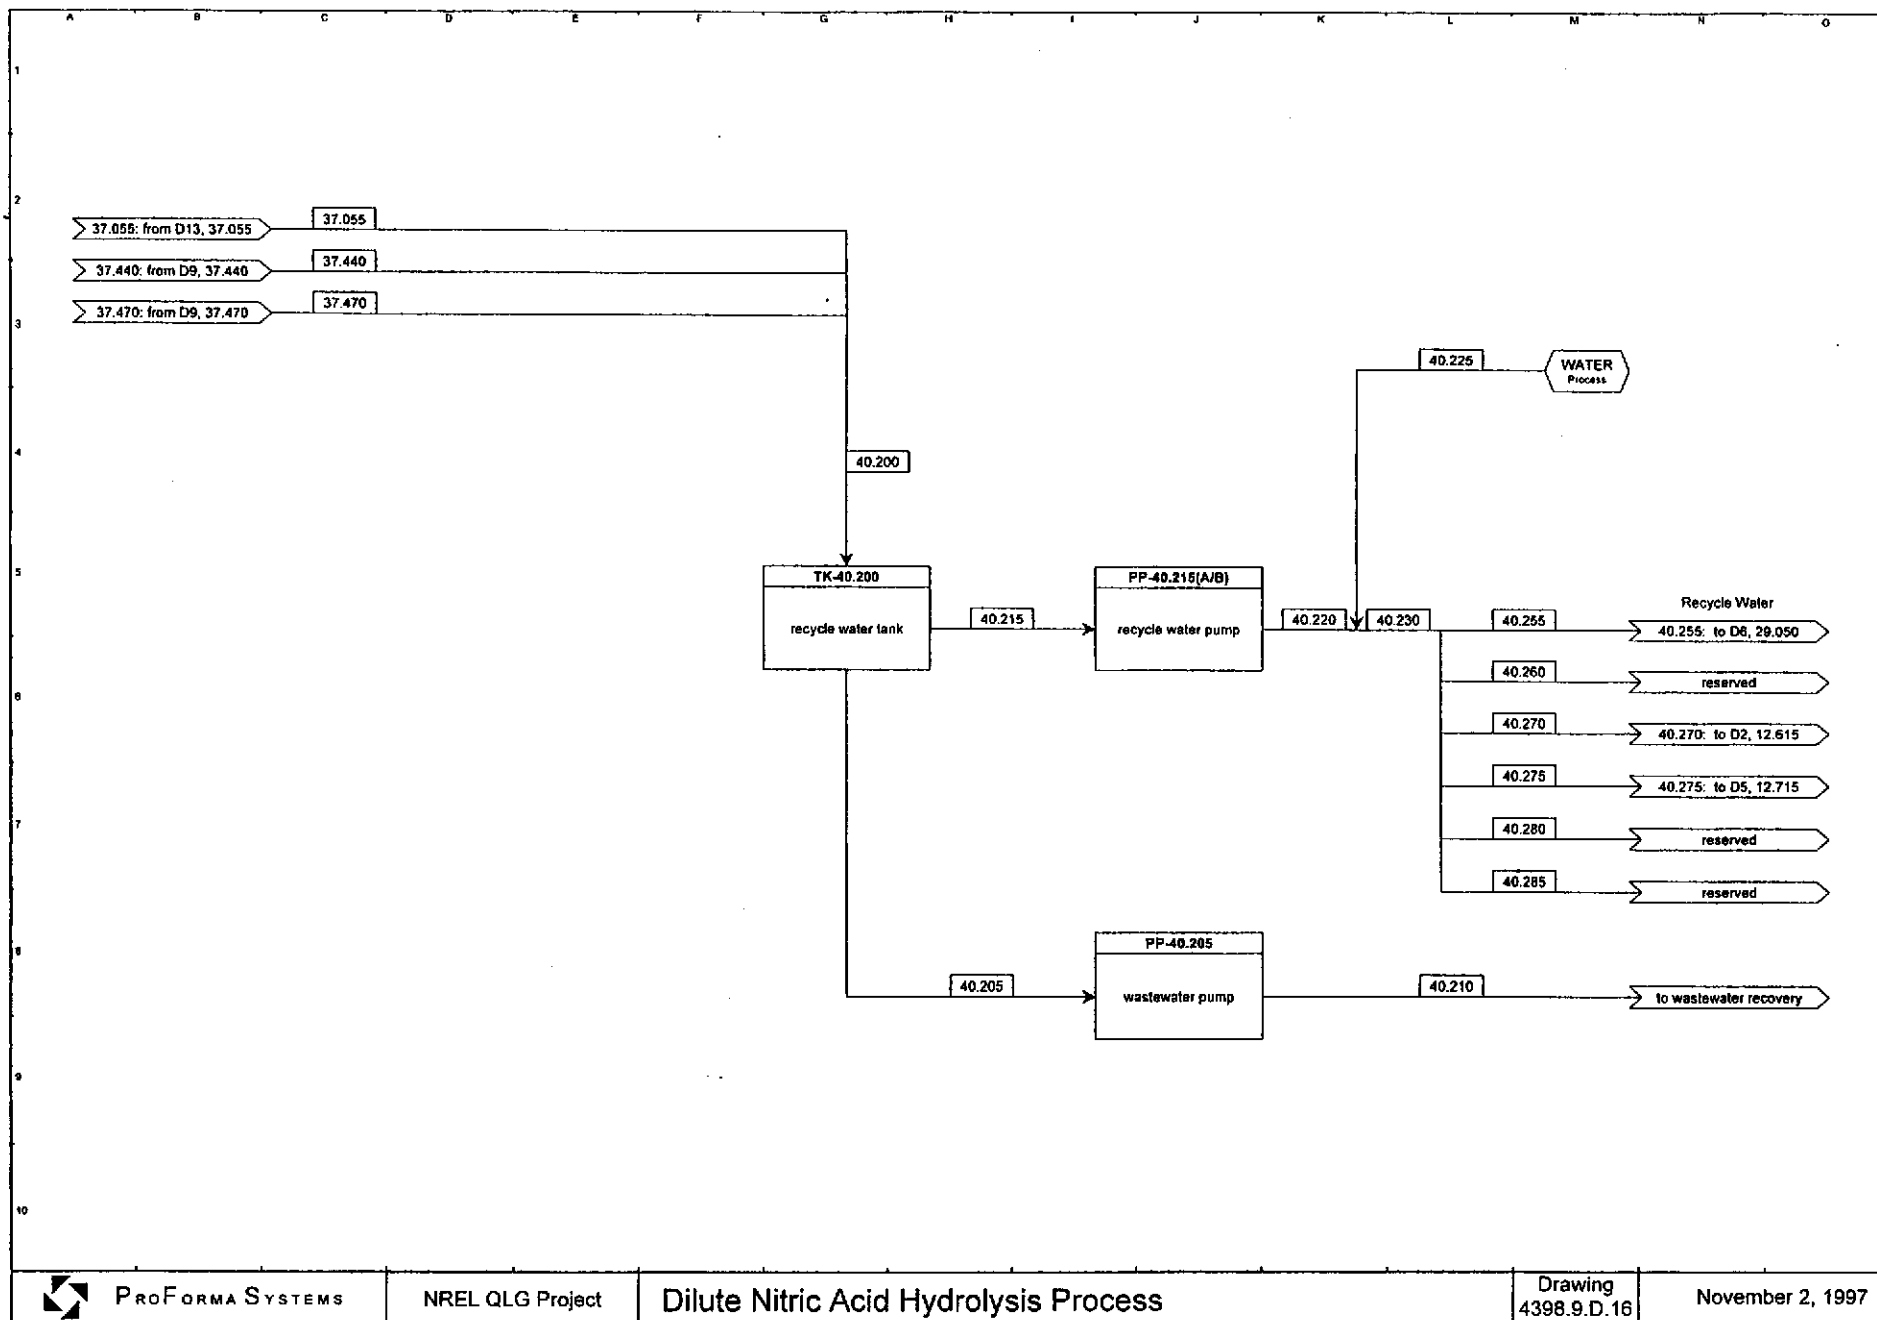 A B C D E F G H I J K L M N O
1
2
37.055: from D13, 37.055
37.055
37.440: from D9, 37.440
37.440
37.470: from D9, 37.470
37.470
3
40.225
WATER
Process
4
40.200
5
TK-40.200
recycle water tank
40.215
PP-40.215(A/B)
recycle water pump
40.220
40.230
40.255
Recycle Water
40.255: to D6, 29.050
40.260
reserved
6
40.270
40.270: to D2, 12.615
40.275
40.275: to D5, 12.715
7
40.280
reserved
40.285
reserved
8
PP-40.205
wastewater pump
40.205
40.210
to wastewater recovery
9
10
PROFORMA SYSTEMS
NREL QLG Project
Dilute Nitric Acid Hydrolysis Process
Drawing
4398.9.D.16
November 2, 1997